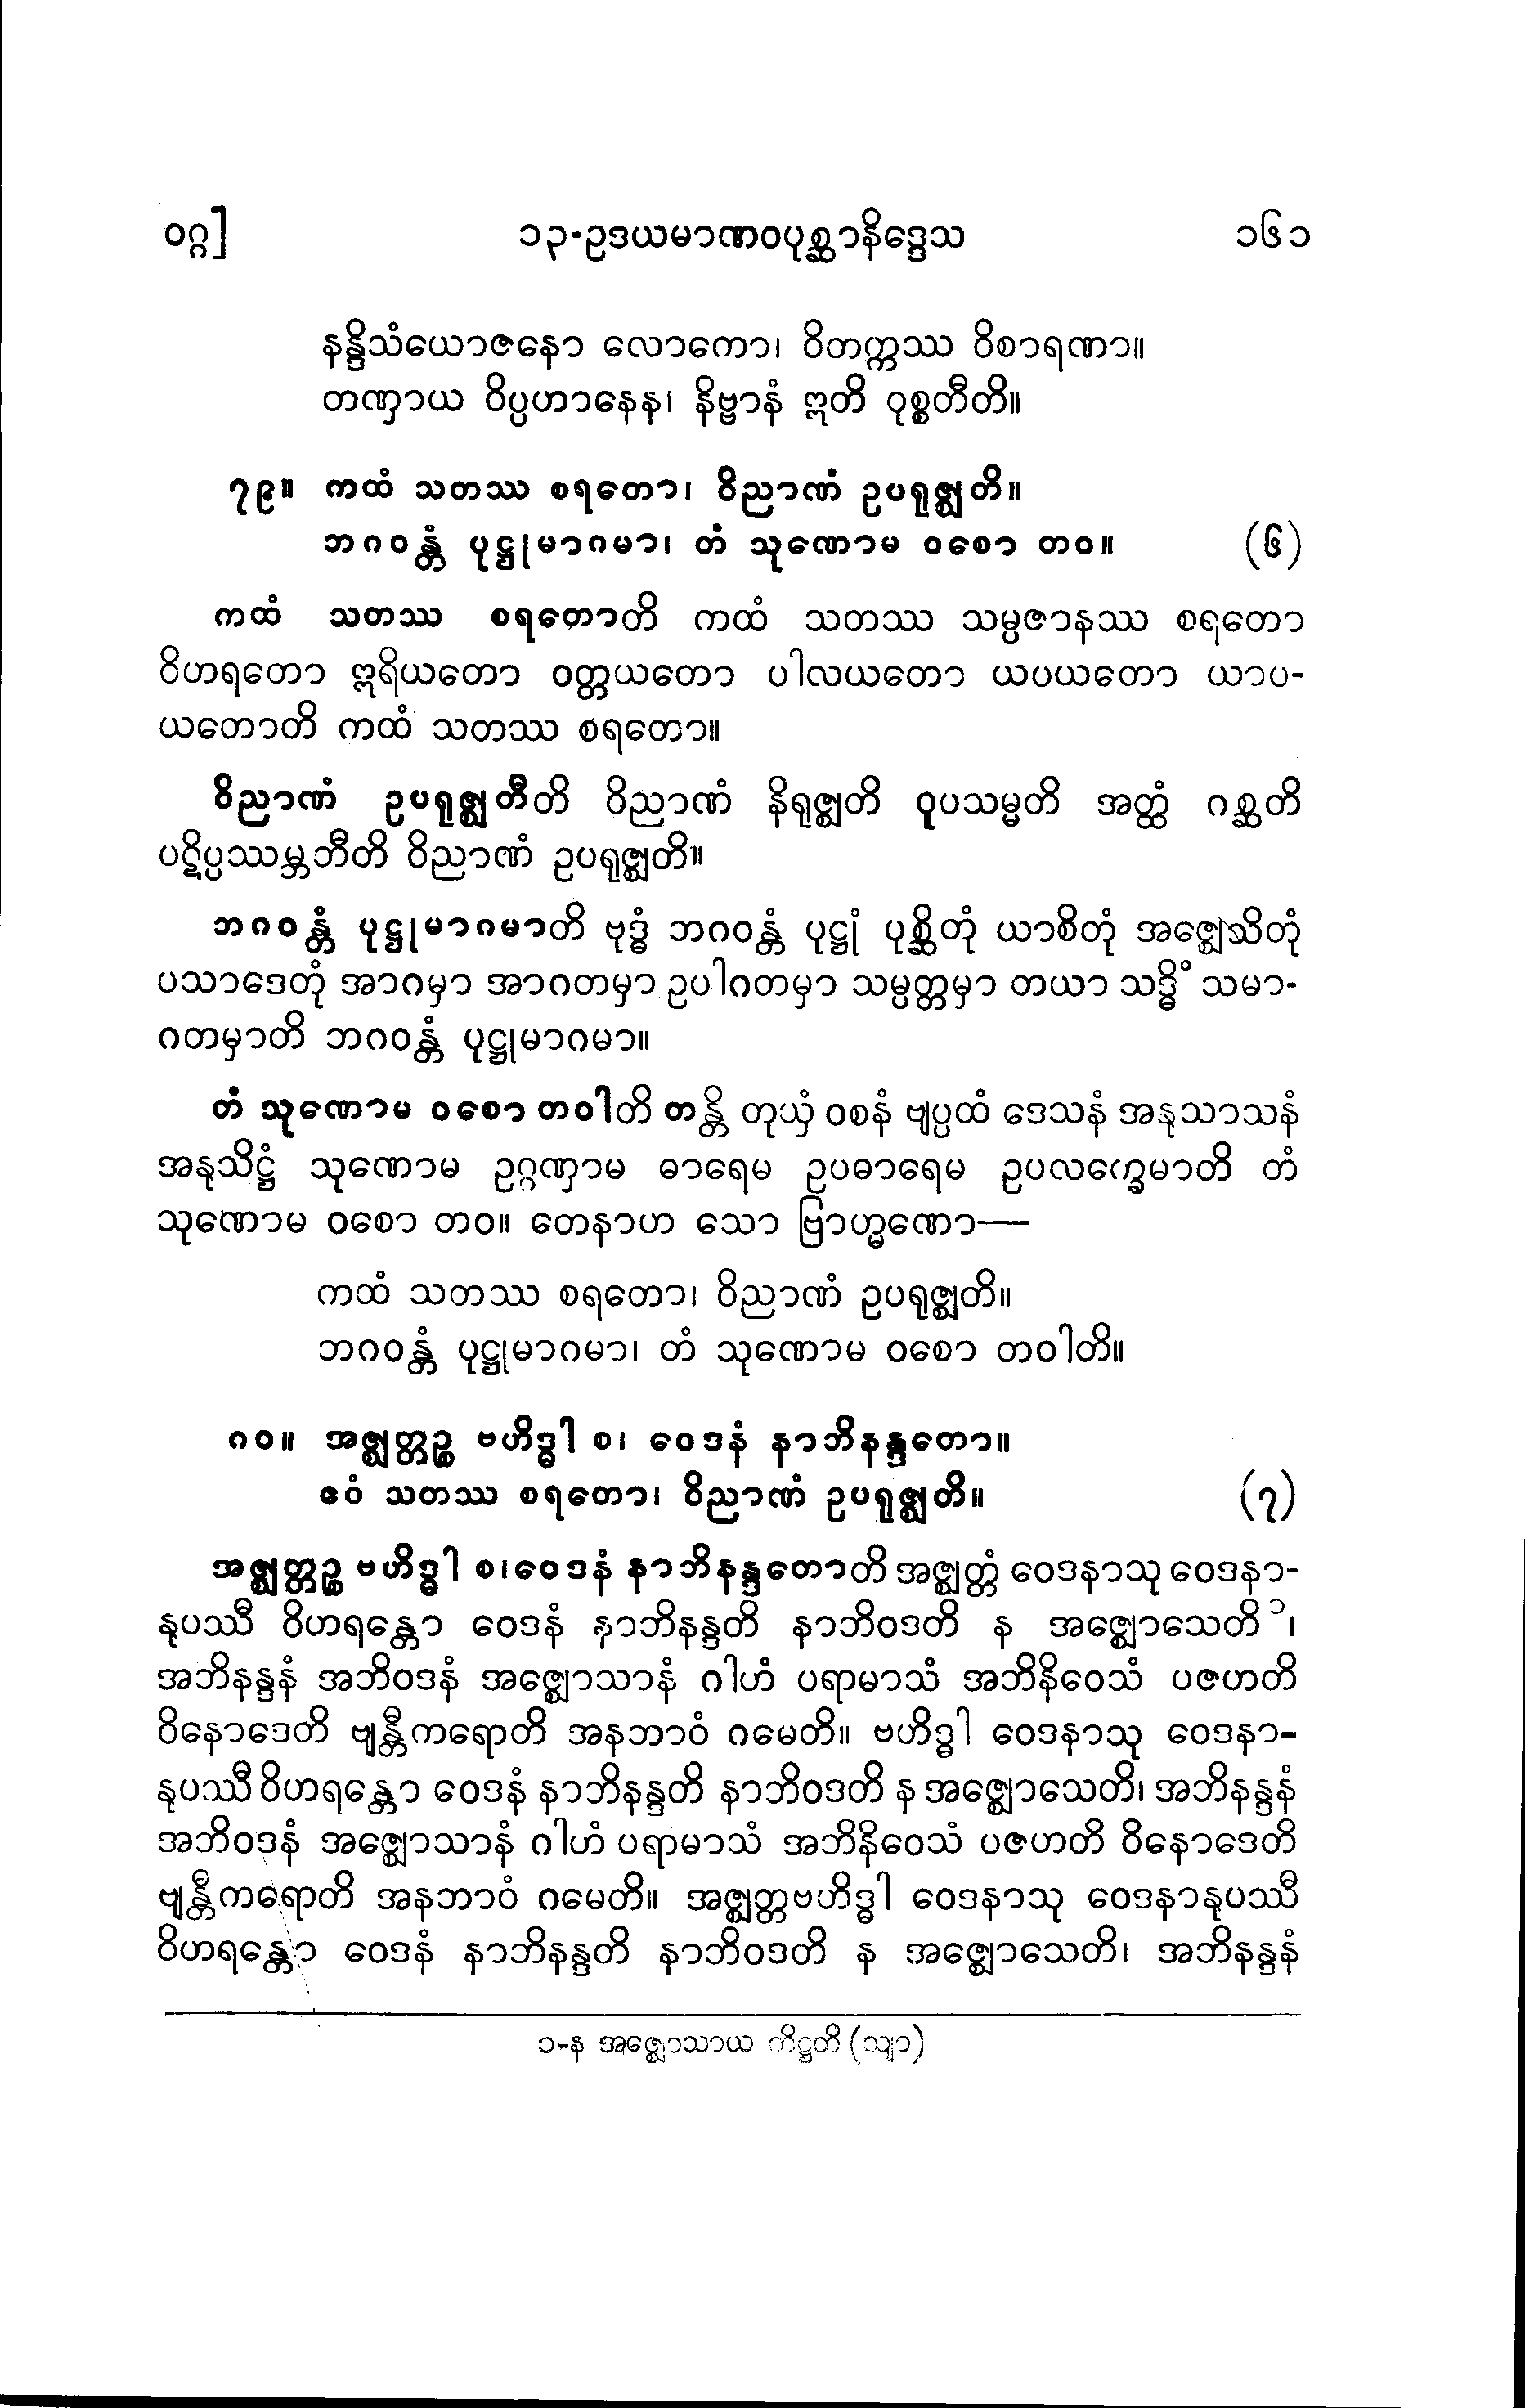 ဝဂ္ဂ]
၁၃-ဥဒယမာဏဝပုစ္ဆာနိဒ္ဒေသ
၁၆၁
နန္ဒိသံယောဇနော လောကော၊ ဝိတက္ကဿ ဝိစာရဏာ။
တဏှာယ ဝိပ္ပဟာနေန၊ နိဗ္ဗာနံ ဣတိ ဝုစ္စတီတိ။
၇၉။ ကထံ သတဿ စရတော၊ ဝိညာဏံ ဥပရုဇ္ဈတိ။
ဘဂဝန္တံ ပုဋ္ဌုမာဂမာ၊ တံ သုဏောမ ဝစော တဝ။ (၆)
ကထံ သတဿ စရတောတိ ကထံ သတဿ သမ္ပဇာနဿ စရတော
ဝိဟရတော ဣရိယတော ဝတ္တယတော ပါလယတော ယပယတော ယာပ-
ယတောတိ ကထံ သတဿ စရတော။
ဝိညာဏံ ဥပရုဇ္ဈတီတိ ဝိညာဏံ နိရုဇ္ဈတိ ဝူပသမ္မတိ အတ္ထံ ဂစ္ဆတိ
ပဋိပ္ပဿမ္ဘတီတိ ဝိညာဏံ ဥပရုဇ္ဈတိ။
ဘဂဝန္တံ ပုဋ္ဌုမာဂမာတိ ဗုဒ္ဓံ ဘဂဝန္တံ ပုဋ္ဌုံ ပုစ္ဆိတုံ ယာစိတုံ အဇ္ဈေသိတုံ
ပသာဒေတုံ အာဂမှာ အာဂတမှာ ဥပါဂတမှာ သမ္ပတ္တမှာ တယာ သဒ္ဓိံ သမာ-
ဂတမှာတိ ဘဂဝန္တံ ပုဋ္ဌုမာဂမာ။
တံ သုဏောမ ဝစော တဝါတိ တန္တိ တုယှံ ဝစနံ ဗျပ္ပထံ ဒေသနံ အနုသာသနံ
အနုသိဋ္ဌံ သုဏောမ ဥဂ္ဂဏှာမ ဓာရေမ ဥပဓာရေမ ဥပလက္ခေမာတိ တံ
သုဏောမ ဝစော တဝ။ တေနာဟ သော ဗြာဟ္မဏော—
ကထံ သတဿ စရတော၊ ဝိညာဏံ ဥပရုဇ္ဈတိ။
ဘဂဝန္တံ ပုဋ္ဌုမာဂမာ၊ တံ သုဏောမ ဝစော တဝါတိ။
၈၀။ အဇ္ဈတ္တဉ္စ ဗဟိဒ္ဓါ စ၊ ဝေဒနံ နာဘိနန္ဒတော။
ဧဝံ သတဿ စရတော၊ ဝိညာဏံ ဥပရုဇ္ဈတိ။ (၇)
အဇ္ဈတ္တဉ္စ ဗဟိဒ္ဓါ စ၊ဝေဒနံ နာဘိနန္ဒတောတိ အဇ္ဈတ္တံ ဝေဒနာသု ဝေဒနာ-
နုပဿီ ဝိဟရန္တော ဝေဒနံ နာဘိနန္ဒတိ နာဘိဝဒတိ န အဇ္ဈောသေတိ ၁၊
အဘိနန္ဒနံ အဘိဝဒနံ အဇ္ဈောသာနံ ဂါဟံ ပရာမာသံ အဘိနိဝေသံ ပဇဟတိ
ဝိနောဒေတိ ဗျန္တီကရောတိ အနဘာဝံ ဂမေတိ။ ဗဟိဒ္ဓါ ဝေဒနာသု ဝေဒနာ-
နုပဿီ ဝိဟရန္တော ဝေဒနံ နာဘိနန္ဒတိ နာဘိဝဒတိ န အဇ္ဈောသေတိ၊ အဘိနန္ဒနံ
အဘိဝဒနံ အဇ္ဈောသာနံ ဂါဟံ ပရာမာသံ အဘိနိဝေသံ ပဇဟတိ ဝိနောဒေတိ
ဗျန္တီကရောတိ အနဘာဝံ ဂမေတိ။ အဇ္ဈတ္တဗဟိဒ္ဓါ ဝေဒနာသု ဝေဒနာနုပဿီ
ဝိဟရန္တော ဝေဒနံ နာဘိနန္ဒတိ နာဘိဝဒတိ န အဇ္ဈောသေတိ၊ အဘိနန္ဒနံ
၁-န အဇ္ဈောသာယ တိဋ္ဌတိ (သျာ)